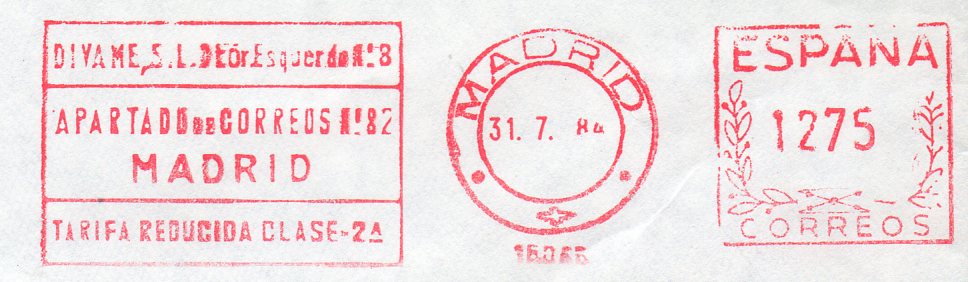 DIVAME, S.L. Dtor. Esquerdo N.º 8
APARTADO DE CORREOS N.º 82
MADRID
TARIFA REDUCIDA CLASE-2ª
MADRID
31. 7. 84
ESPAÑA
1275
CORREOS